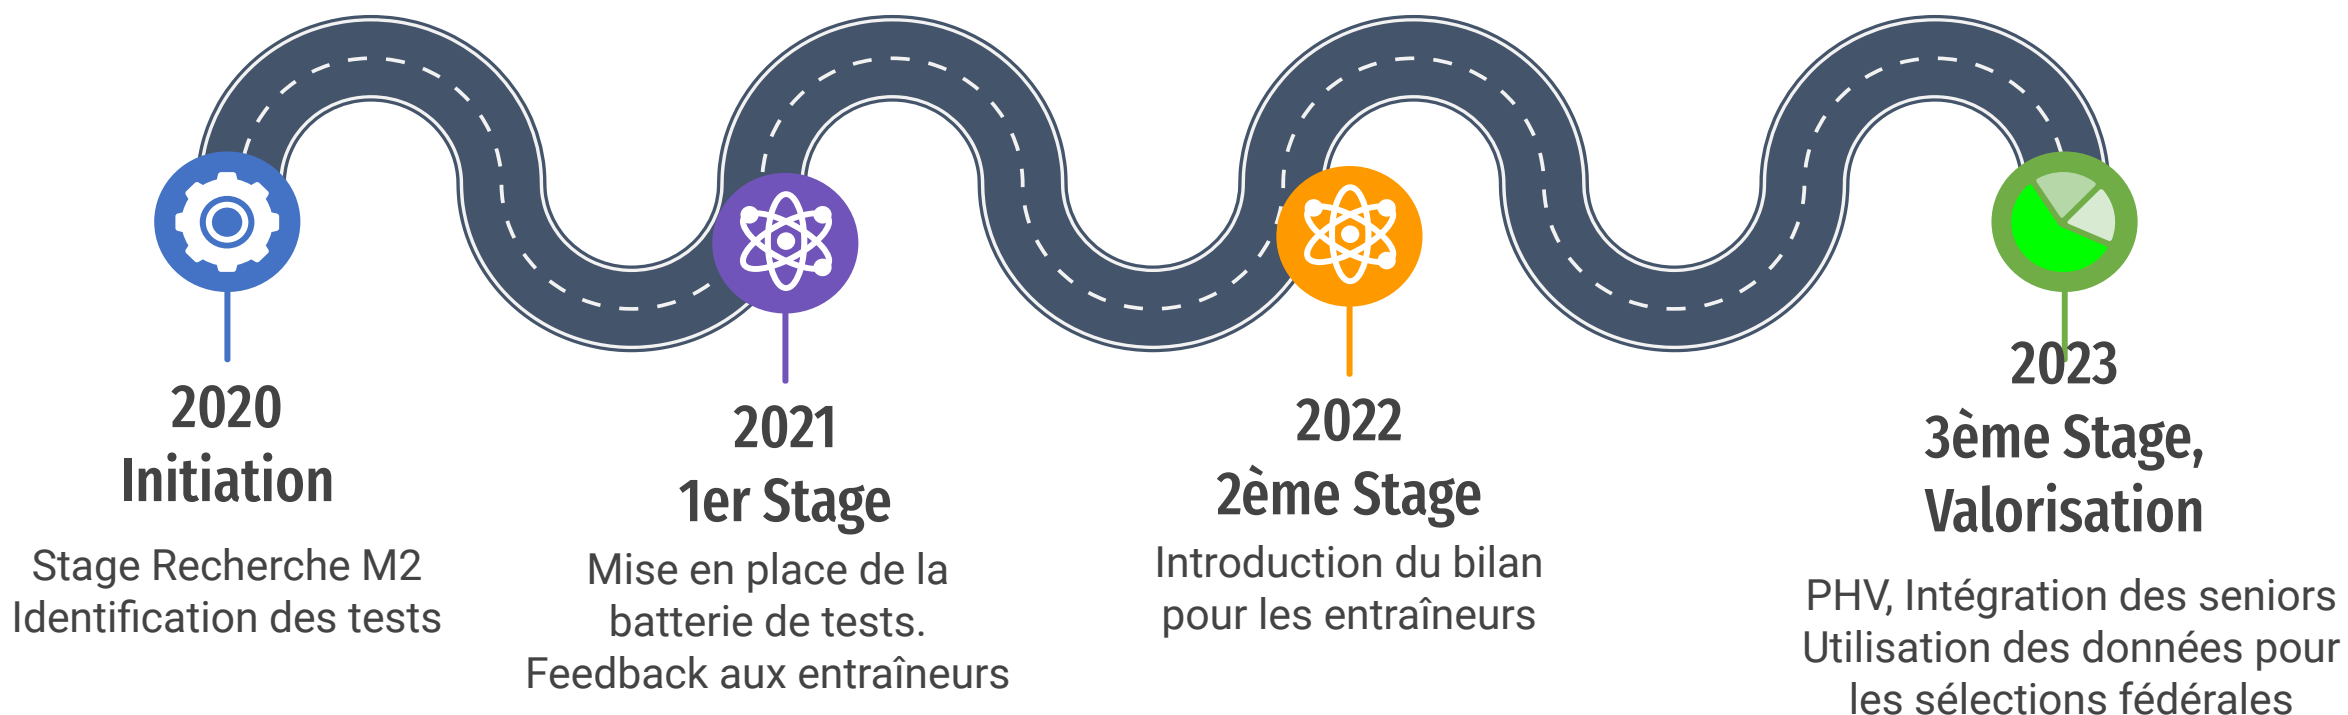 2020
Initiation
Stage Recherche M2
Identification des tests
2021
1er Stage
Mise en place de la
batterie de tests.
Feedback aux entraîneurs
2022
2ème Stage
Introduction du bilan
pour les entraîneurs
2023
3ème Stage,
Valorisation
PHV, Intégration des seniors
Utilisation des données pour
les sélections fédérales